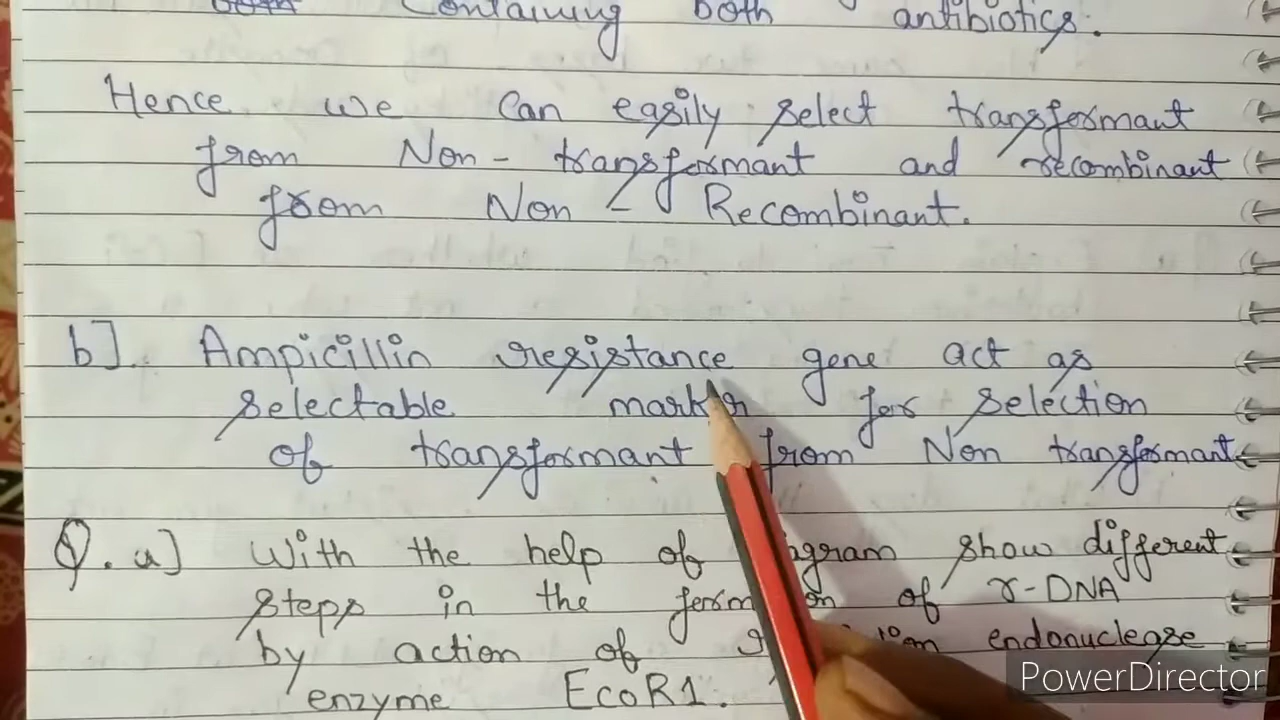 containing both antibiotics.
Hence we can easily select transformant
from Non - transformant and recombinant
from Non - Recombinant.
b]. Ampicillin resistance gene act as
selectable marker for selection
of transformant from Non transformant
Q. a] With the help of show different
steps in the of r-DNA
by action of endonuclease
enzyme EcoR1.
PowerDirector